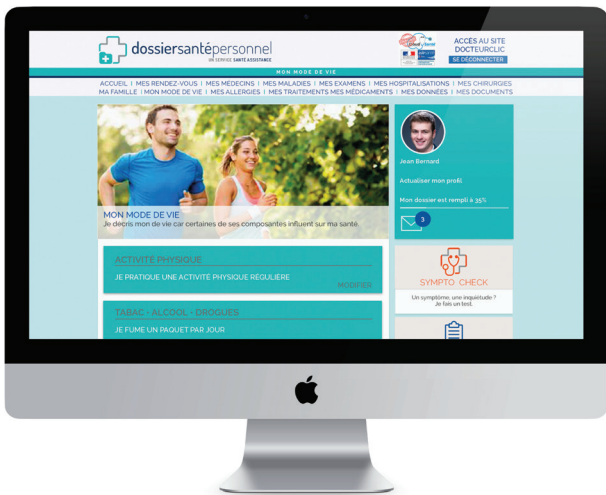 dossiersantépersonnel
UN SERVICE SANTÉ ASSISTANCE
ACCÈS AU SITE
DOCTEURCLIC
SE DÉCONNECTER
MON MODE DE VIE
ACCUEIL I MES RENDEZ-VOUS I MES MÉDECINS I MES MALADIES I MES EXAMENS I MES HOSPITALISATIONS I MES CHIRURGIES
MA FAMILLE I MON MODE DE VIE I MES ALLERGIES I MES TRAITEMENTS MES MÉDICAMENTS I MES DONNÉES I MES DOCUMENTS
MON MODE DE VIE
Je décris mon de vie car certaines de ses composantes influent sur ma santé.
Jean Bernard
Actualiser mon profil
Mon dossier est rempli à 35%
3
ACTIVITÉ PHYSIQUE
JE PRATIQUE UNE ACTIVITÉ PHYSIQUE RÉGULIÈRE
MODIFIER
TABAC - ALCOOL - DROGUES
JE FUME UN PAQUET PAR JOUR
SYMPTO CHECK
Un symptôme, une inquiétude ?
Je fais un test.